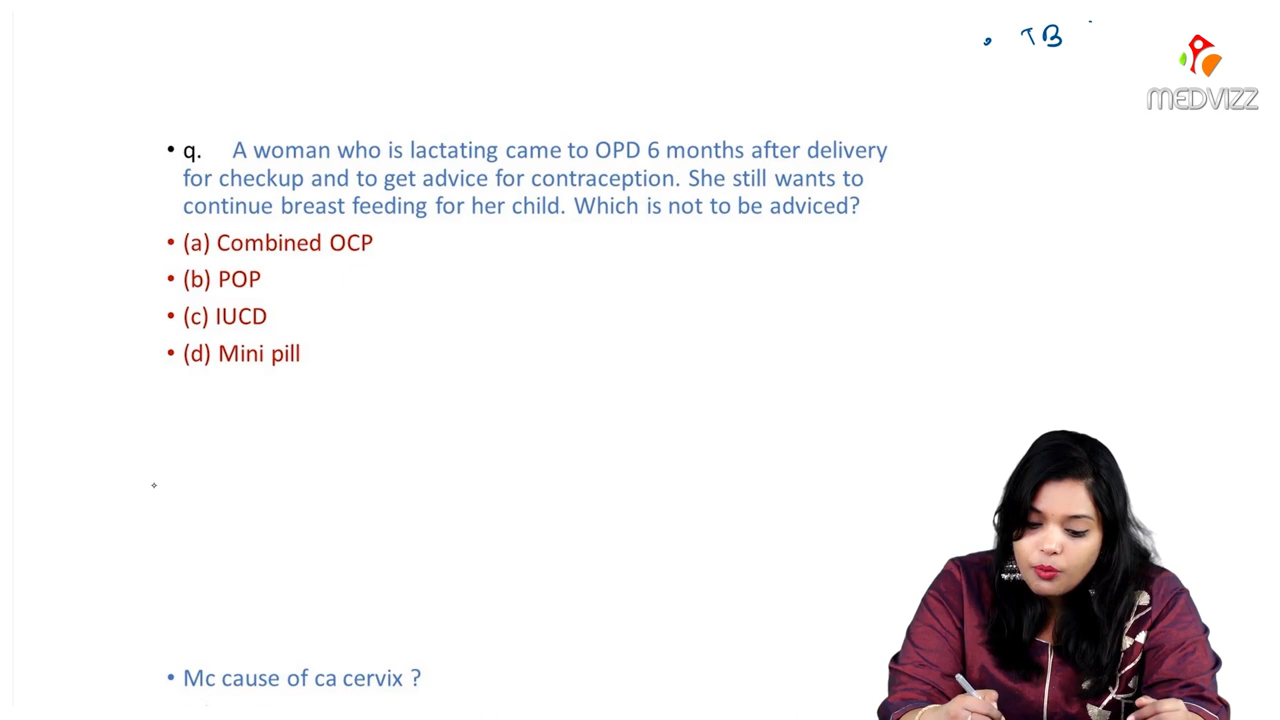 • TB
MEDVIZZ
• q. A woman who is lactating came to OPD 6 months after delivery
for checkup and to get advice for contraception. She still wants to
continue breast feeding for her child. Which is not to be adviced?
• (a) Combined OCP
• (b) POP
• (c) IUCD
• (d) Mini pill
• Mc cause of ca cervix ?